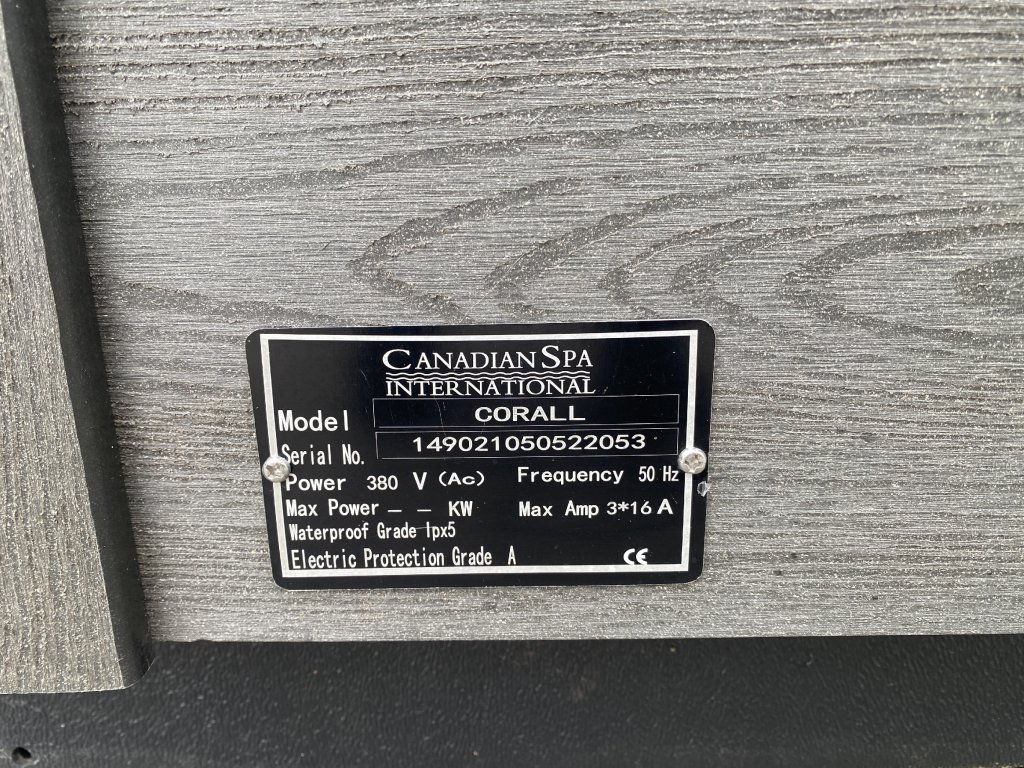 CANADIAN SPA
INTERNATIONAL
Model CORALL
Serial No. 149021050522053
Power 380 V (Ac) Frequency 50 Hz
Max Power – – KW Max Amp 3*16 A
Waterproof Grade Ipx5
Electric Protection Grade A CE